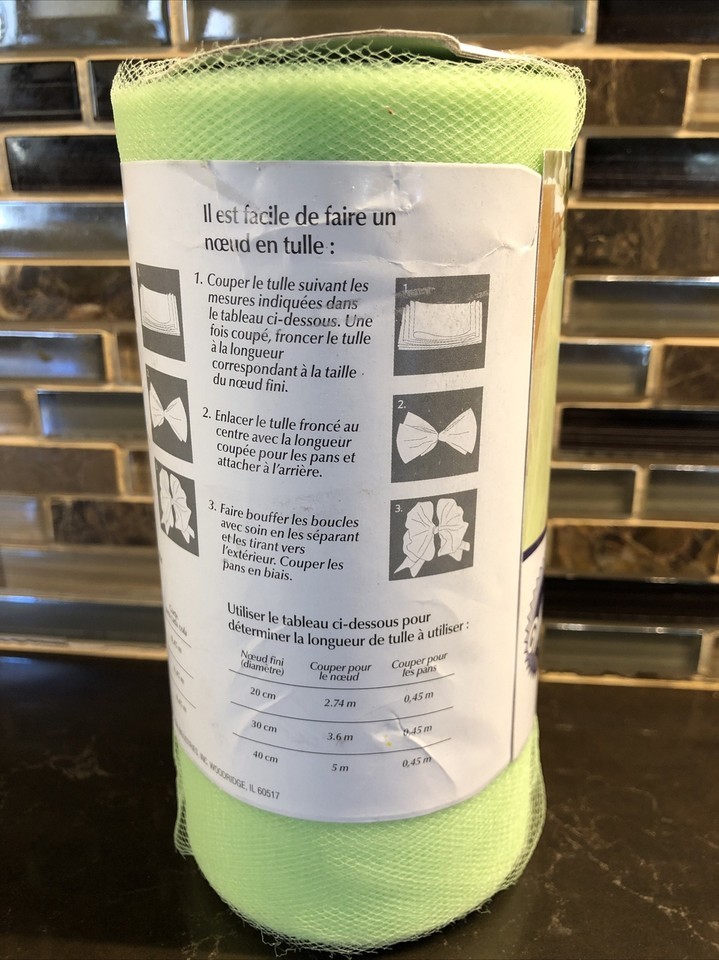 Il est facile de faire un
nœud en tulle :
1. Couper le tulle suivant les
mesures indiquées dans
le tableau ci-dessous. Une
fois coupé, froncer le tulle
à la longueur
correspondant à la taille
du nœud fini.
1.
2. Enlacer le tulle froncé au
centre avec la longueur
coupée pour les pans et
attacher à l'arrière.
2.
3. Faire bouffer les boucles
avec soin en les séparant
et les tirant vers
l'extérieur. Couper les
pans en biais.
3.
Utiliser le tableau ci-dessous pour
déterminer la longueur de tulle à utiliser :
Nœud fini (diamètre) Couper pour le nœud Couper pour les pans
20 cm 2.74 m 0,45 m
30 cm 3.6 m 0,45 m
40 cm 5 m 0,45 m
INC. WOODRIDGE, IL 60517